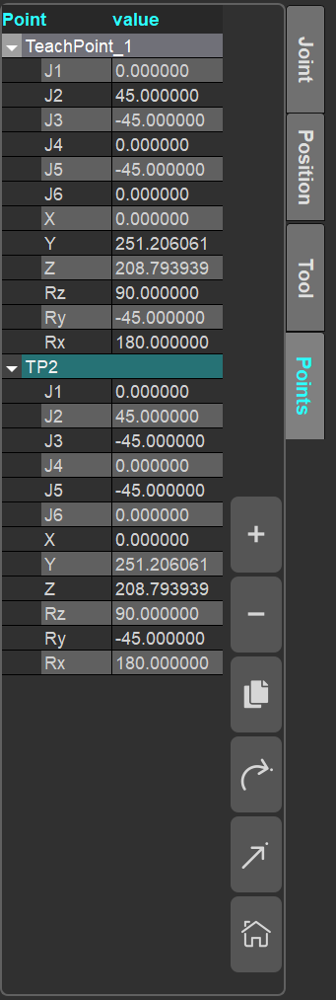 Point value
TeachPoint_1
J1 0.000000
J2 45.000000
J3 -45.000000
J4 0.000000
J5 -45.000000
J6 0.000000
X 0.000000
Y 251.206061
Z 208.793939
Rz 90.000000
Ry -45.000000
Rx 180.000000
TP2
J1 0.000000
J2 45.000000
J3 -45.000000
J4 0.000000
J5 -45.000000
J6 0.000000
X 0.000000
Y 251.206061
Z 208.793939
Rz 90.000000
Ry -45.000000
Rx 180.000000
Joint
Position
Tool
Points